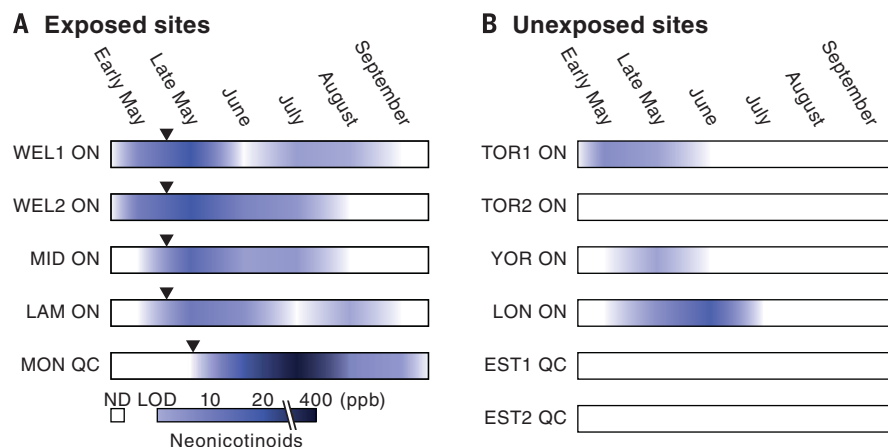 A Exposed sites
Early May
Late May
June
July
August
September
WEL1 ON
WEL2 ON
MID ON
LAM ON
MON QC
ND LOD 10 20 400 (ppb)
Neonicotinoids
B Unexposed sites
Early May
Late May
June
July
August
September
TOR1 ON
TOR2 ON
YOR ON
LON ON
EST1 QC
EST2 QC